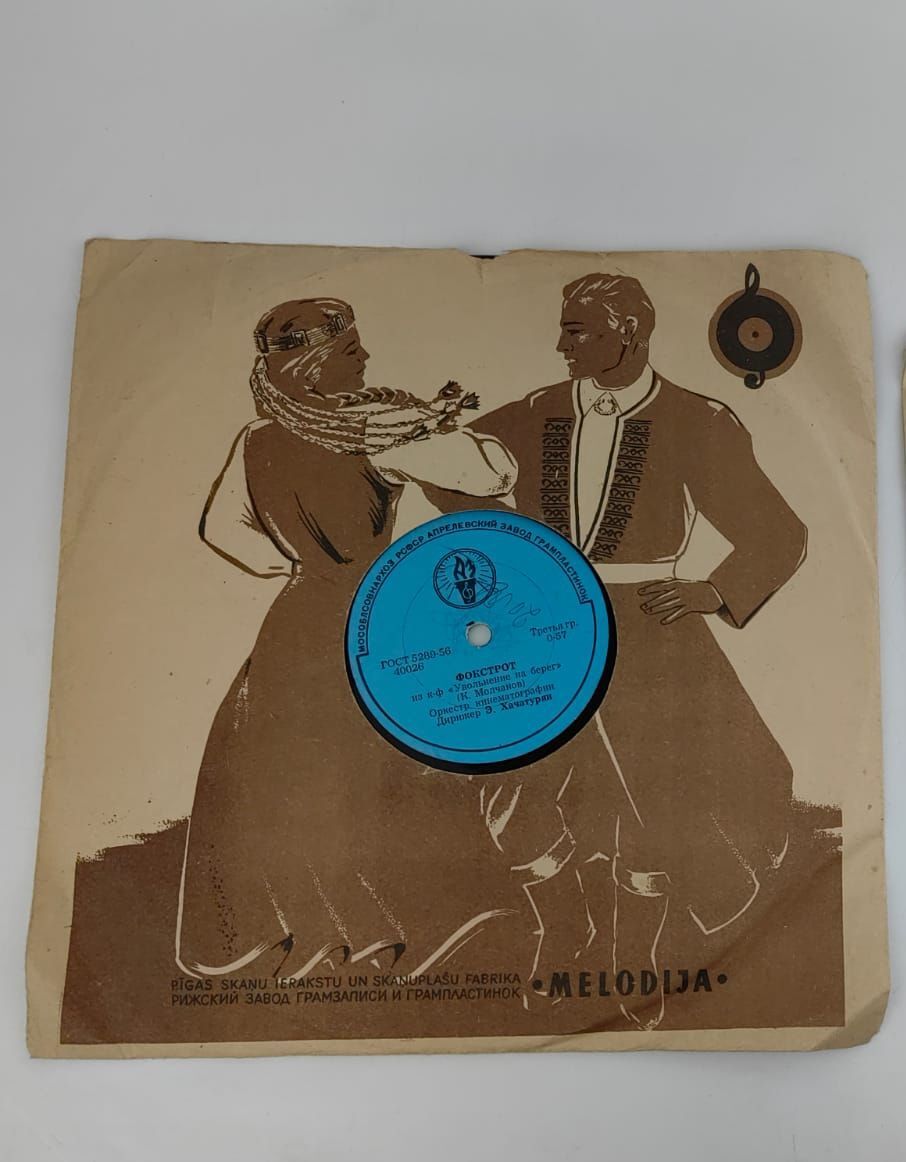 МОСОБЛСОВНАРХОЗ РСФСР АПРЕЛЕВСКИЙ ЗАВОД ГРАМПЛАСТИНОК
ГОСТ 5289-56
40026
Третья гр.
0-57
ФОКСТРОТ
из к-ф «Увольнение на берег»
(К. Молчанов)
Оркестр кинематографии
Дирижер Э. Хачатурян
RĪGAS SKAŅU IERAKSTU UN SKAŅUPLAŠU FABRIKA
РИЖСКИЙ ЗАВОД ГРАМЗАПИСИ И ГРАМПЛАСТИНОК
•MELODIJA•